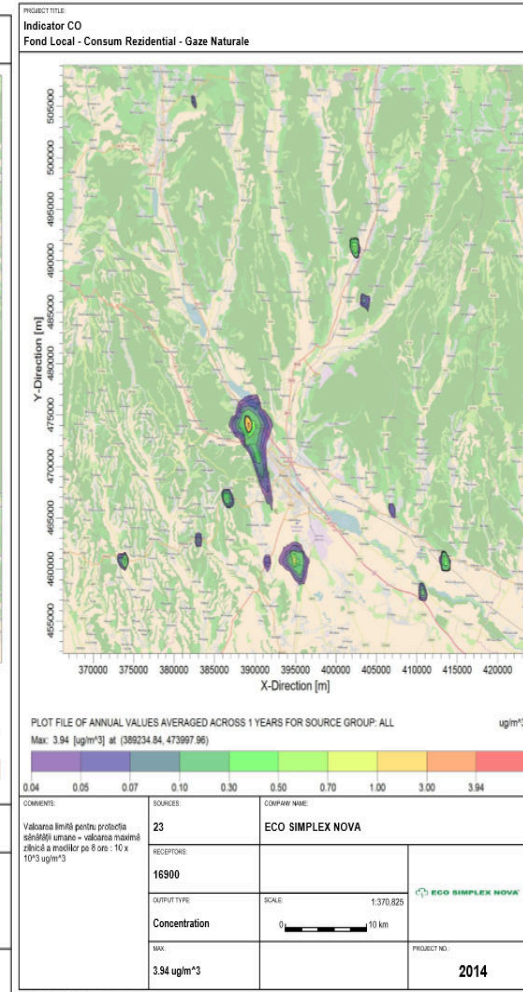 PROJECT TITLE:
Indicator CO
Fond Local - Consum Rezidential - Gaze Naturale
Y-Direction [m]
505000
500000
495000
490000
485000
480000
475000
470000
465000
460000
455000
370000 375000 380000 385000 390000 395000 400000 405000 410000 415000 420000
X-Direction [m]
PLOT FILE OF ANNUAL VALUES AVERAGED ACROSS 1 YEARS FOR SOURCE GROUP: ALL ug/m^3
Max: 3.94 [ug/m^3] at (389234.84, 473997.96)
0.04 0.05 0.07 0.10 0.30 0.50 0.70 1.00 3.00 3.94
COMMENTS:
Valoarea limită pentru protecția
sănătății umane = valoarea maximă
zilnică a mediilor pe 8 ore : 10 x
10^3 ug/m^3
SOURCES:
23
COMPANY NAME:
ECO SIMPLEX NOVA
RECEPTORS:
16900
OUTPUT TYPE:
Concentration
SCALE: 1:370,825
0 10 km
ECO SIMPLEX NOVA
MAX:
3.94 ug/m^3
PROJECT NO.:
2014